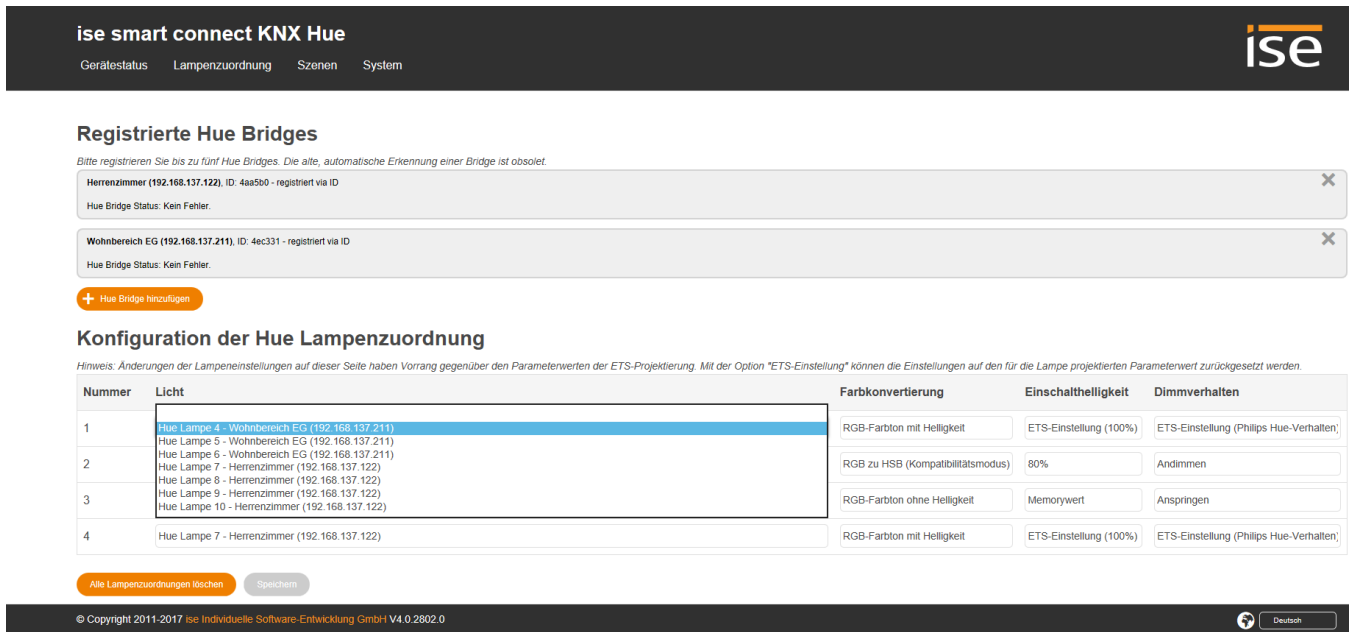 ise smart connect KNX Hue
ise
Gerätestatus Lampenzuordnung Szenen System
Registrierte Hue Bridges
Bitte registrieren Sie bis zu fünf Hue Bridges. Die alte, automatische Erkennung einer Bridge ist obsolet.
Herrenzimmer (192.168.137.122), ID: 4aa5b0 - registriert via ID
Hue Bridge Status: Kein Fehler.
Wohnbereich EG (192.168.137.211), ID: 4ec331 - registriert via ID
Hue Bridge Status: Kein Fehler.
Hue Bridge hinzufügen
Konfiguration der Hue Lampenzuordnung
Hinweis: Änderungen der Lampeneinstellungen auf dieser Seite haben Vorrang gegenüber den Parameterwerten der ETS-Projektierung. Mit der Option "ETS-Einstellung" können die Einstellungen auf den für die Lampe projektierten Parameterwert zurückgesetzt werden.
Nummer Licht Farbkonvertierung Einschalthelligkeit Dimmverhalten
1 Hue Lampe 4 - Wohnbereich EG (192.168.137.211) RGB-Farbton mit Helligkeit ETS-Einstellung (100%) ETS-Einstellung (Philips Hue-Verhalten)
Hue Lampe 5 - Wohnbereich EG (192.168.137.211)
Hue Lampe 6 - Wohnbereich EG (192.168.137.211)
2 Hue Lampe 7 - Herrenzimmer (192.168.137.122) RGB zu HSB (Kompatibilitätsmodus) 80% Andimmen
Hue Lampe 8 - Herrenzimmer (192.168.137.122)
3 Hue Lampe 9 - Herrenzimmer (192.168.137.122) RGB-Farbton ohne Helligkeit Memorywert Anspringen
Hue Lampe 10 - Herrenzimmer (192.168.137.122)
4 Hue Lampe 7 - Herrenzimmer (192.168.137.122) RGB-Farbton mit Helligkeit ETS-Einstellung (100%) ETS-Einstellung (Philips Hue-Verhalten)
Alle Lampenzuordnungen löschen Speichern
© Copyright 2011-2017 ise Individuelle Software-Entwicklung GmbH V4.0.2802.0 Deutsch